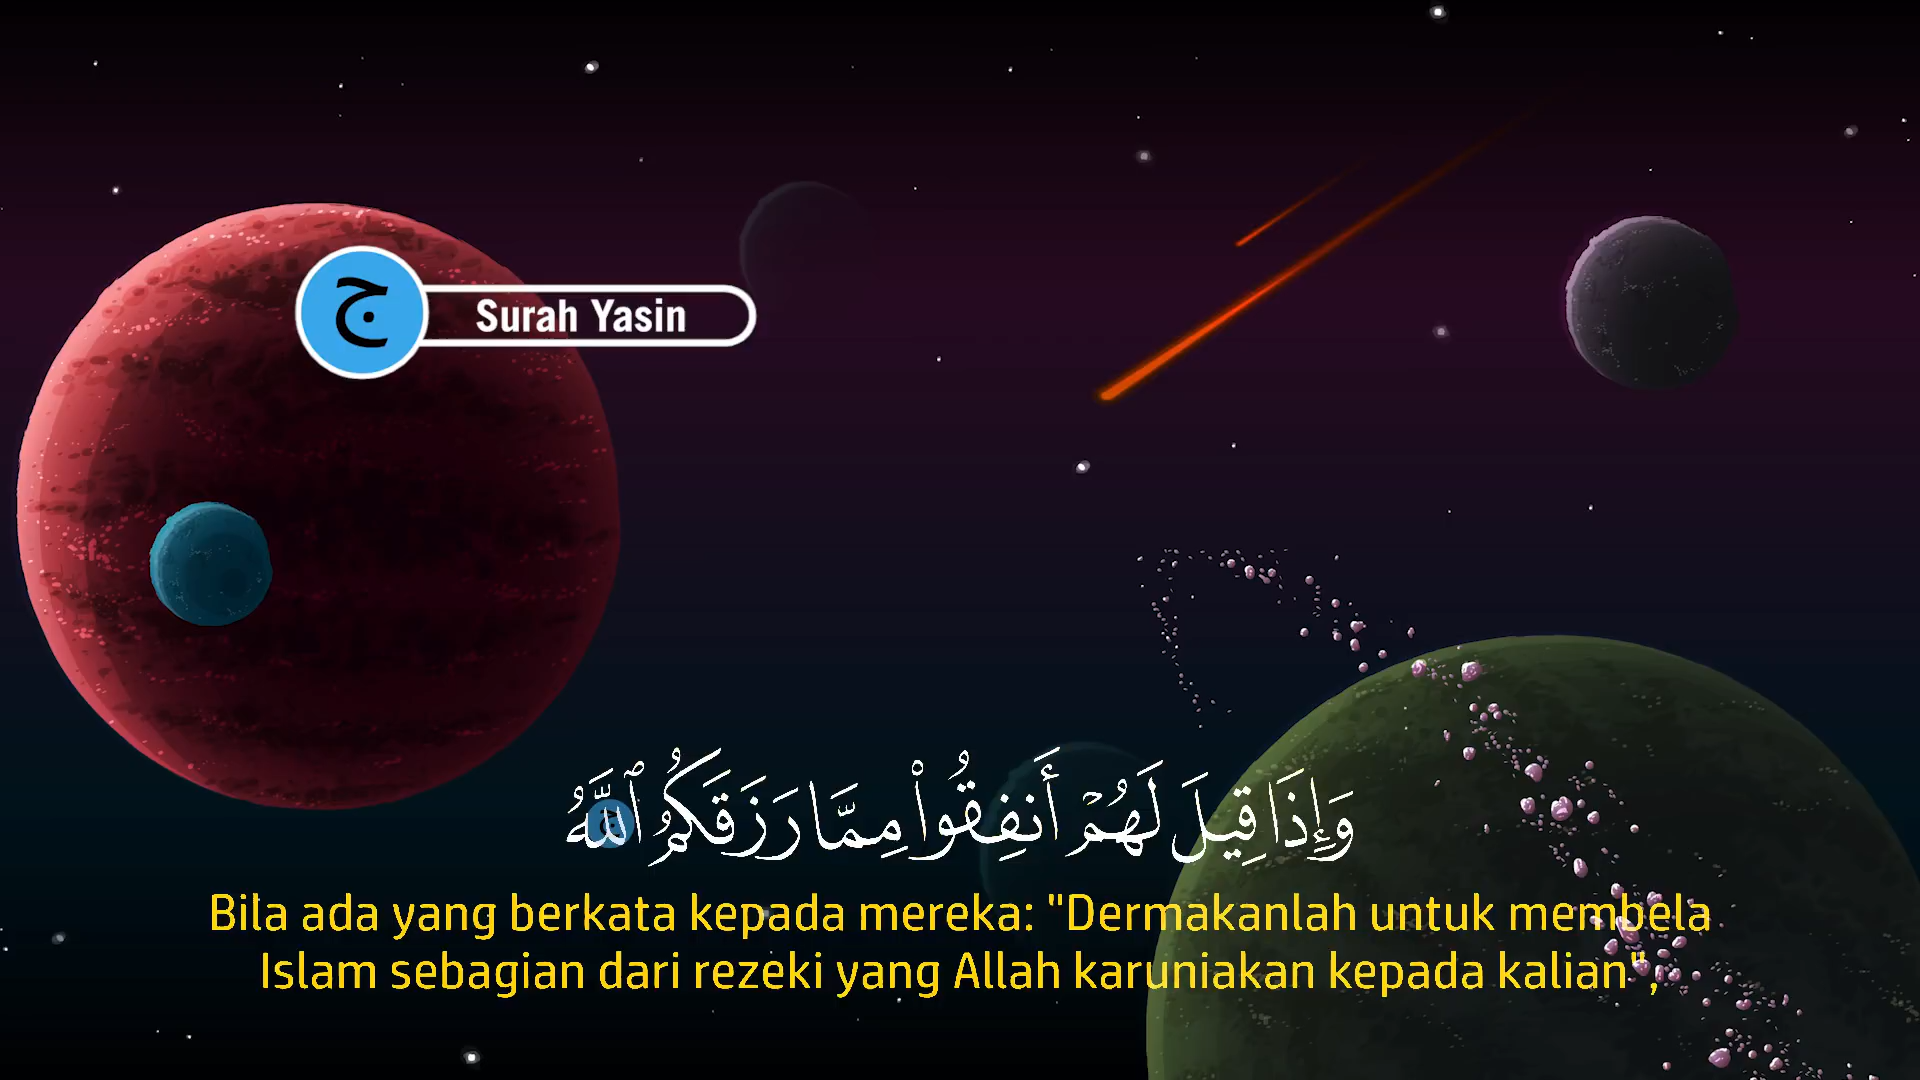 ج
Surah Yasin
وَإِذَا قِيلَ لَهُمْ أَنفِقُوا۟ مِمَّا رَزَقَكُمُ ٱللَّهُ
Bila ada yang berkata kepada mereka: "Dermakanlah untuk membela
Islam sebagian dari rezeki yang Allah karuniakan kepada kalian",